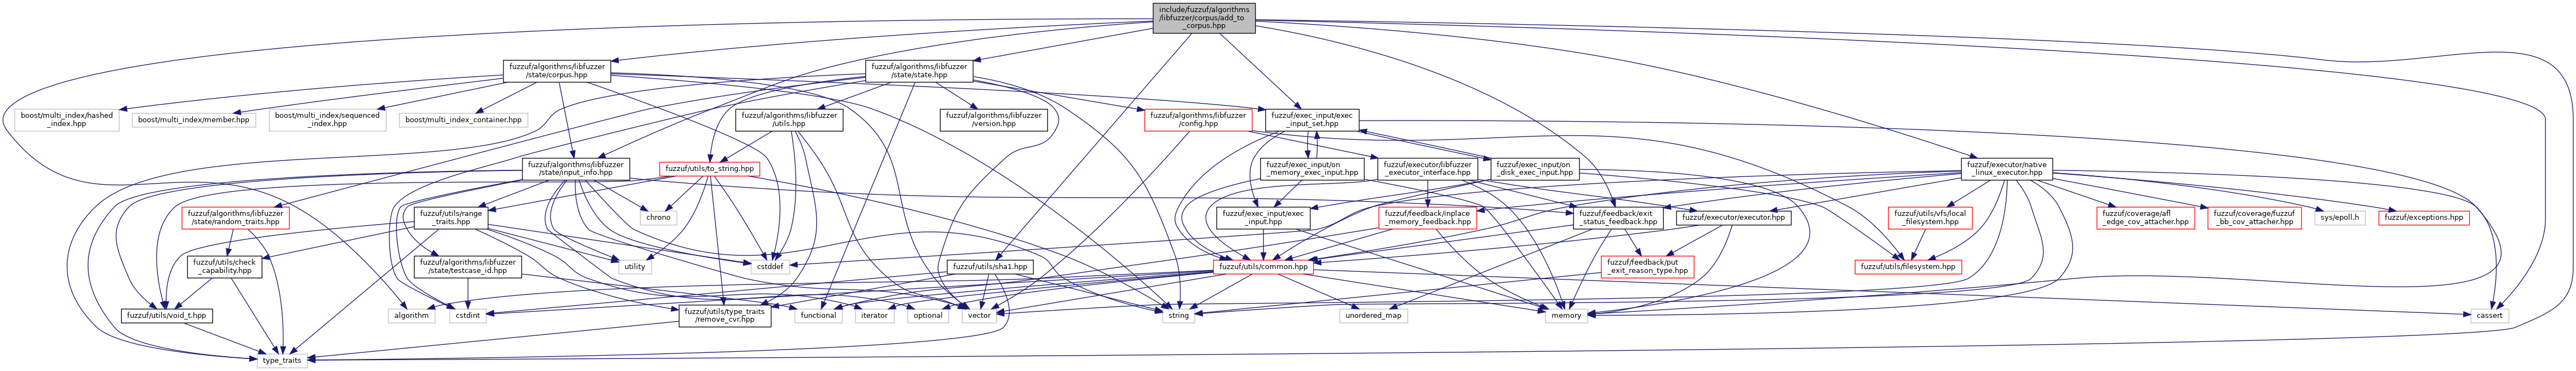 include/fuzzuf/algorithms
/libfuzzer/corpus/add_to
_corpus.hpp
fuzzuf/algorithms/libfuzzer
/state/corpus.hpp
fuzzuf/algorithms/libfuzzer
/state/state.hpp
boost/multi_index/hashed
_index.hpp
boost/multi_index/member.hpp
boost/multi_index/sequenced
_index.hpp
boost/multi_index_container.hpp
fuzzuf/algorithms/libfuzzer
/utils.hpp
fuzzuf/algorithms/libfuzzer
/version.hpp
fuzzuf/algorithms/libfuzzer
/config.hpp
fuzzuf/exec_input/exec
_input_set.hpp
fuzzuf/algorithms/libfuzzer
/state/input_info.hpp
fuzzuf/utils/to_string.hpp
fuzzuf/exec_input/on
_memory_exec_input.hpp
fuzzuf/executor/libfuzzer
_executor_interface.hpp
fuzzuf/exec_input/on
_disk_exec_input.hpp
fuzzuf/executor/native
_linux_executor.hpp
fuzzuf/algorithms/libfuzzer
/state/random_traits.hpp
fuzzuf/utils/range
_traits.hpp
chrono
fuzzuf/exec_input/exec
_input.hpp
fuzzuf/feedback/inplace
_memory_feedback.hpp
fuzzuf/feedback/exit
_status_feedback.hpp
fuzzuf/executor/executor.hpp
fuzzuf/utils/vfs/local
_filesystem.hpp
fuzzuf/coverage/afl
_edge_cov_attacher.hpp
fuzzuf/coverage/fuzzuf
_bb_cov_attacher.hpp
sys/epoll.h
fuzzuf/exceptions.hpp
fuzzuf/utils/check
_capability.hpp
fuzzuf/algorithms/libfuzzer
/state/testcase_id.hpp
utility
cstddef
fuzzuf/utils/sha1.hpp
fuzzuf/utils/common.hpp
fuzzuf/feedback/put
_exit_reason_type.hpp
fuzzuf/utils/filesystem.hpp
fuzzuf/utils/void_t.hpp
algorithm
cstdint
fuzzuf/utils/type_traits
/remove_cvr.hpp
functional
iterator
optional
vector
string
unordered_map
memory
cassert
type_traits